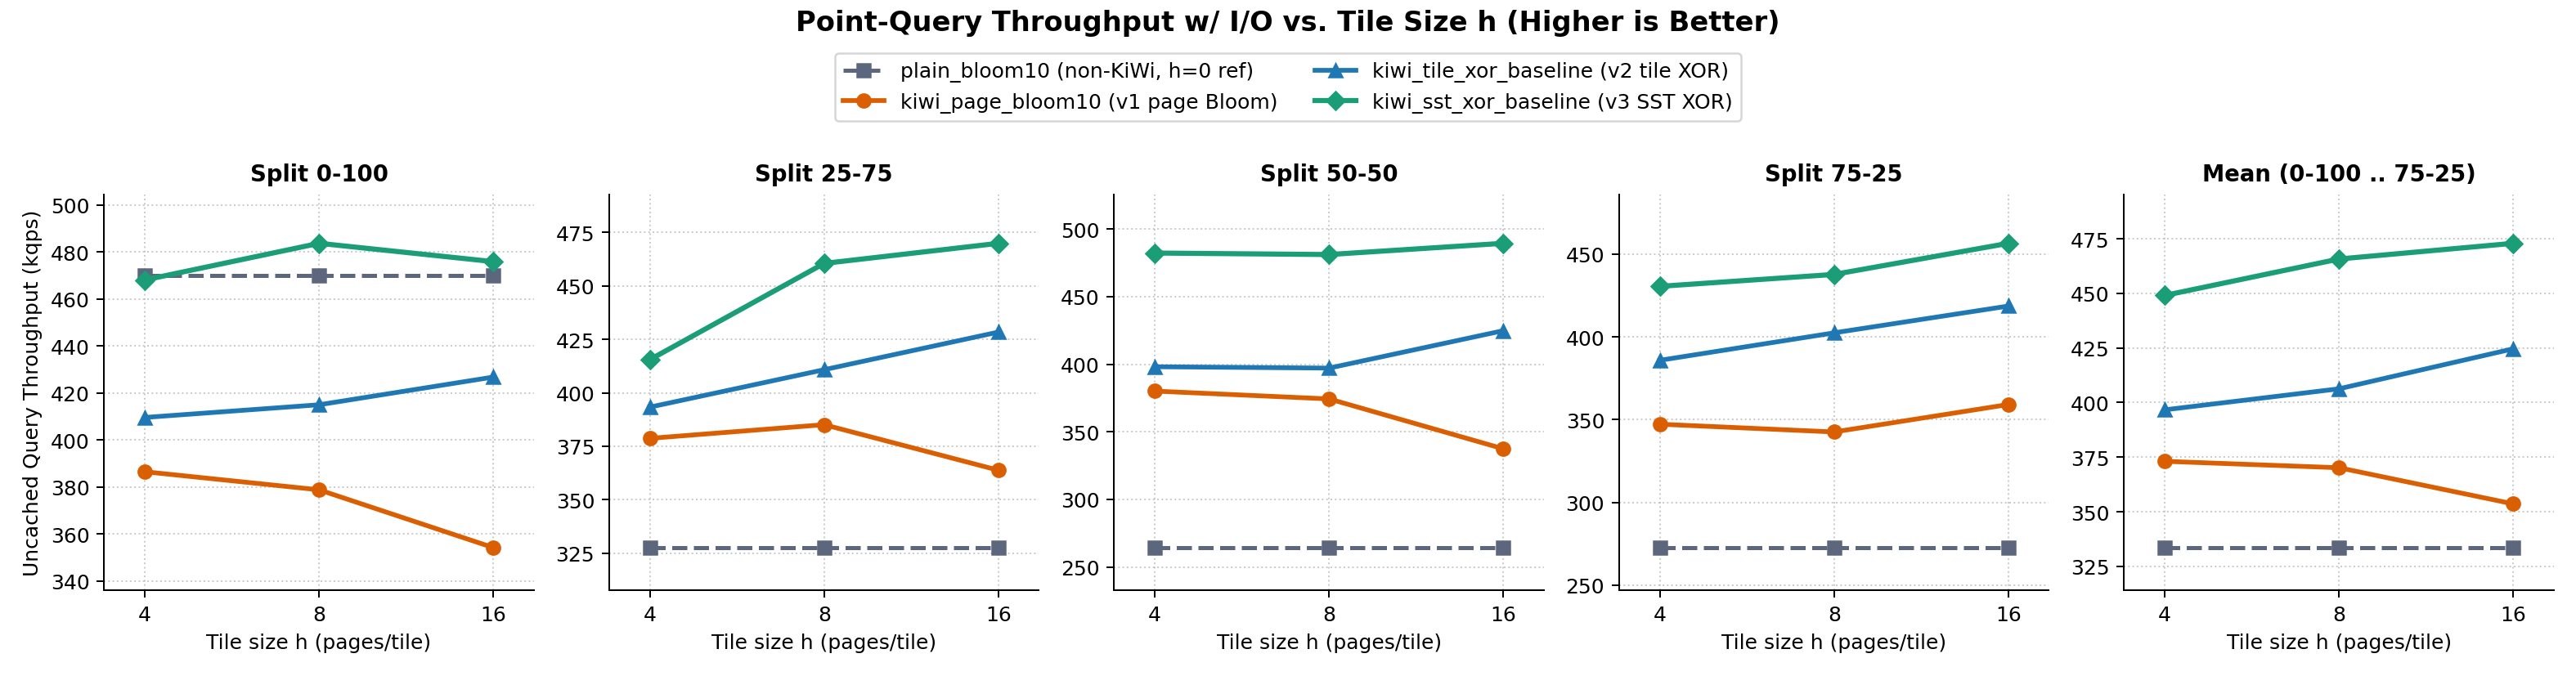 Point-Query Throughput w/ I/O vs. Tile Size h (Higher is Better)
plain_bloom10 (non-KiWi, h=0 ref)
kiwi_page_bloom10 (v1 page Bloom)
kiwi_tile_xor_baseline (v2 tile XOR)
kiwi_sst_xor_baseline (v3 SST XOR)
Uncached Query Throughput (kqps)
Split 0-100
500
480
460
440
420
400
380
360
340
4 8 16
Tile size h (pages/tile)
Split 25-75
475
450
425
400
375
350
325
4 8 16
Tile size h (pages/tile)
Split 50-50
500
450
400
350
300
250
4 8 16
Tile size h (pages/tile)
Split 75-25
450
400
350
300
250
4 8 16
Tile size h (pages/tile)
Mean (0-100 .. 75-25)
475
450
425
400
375
350
325
4 8 16
Tile size h (pages/tile)